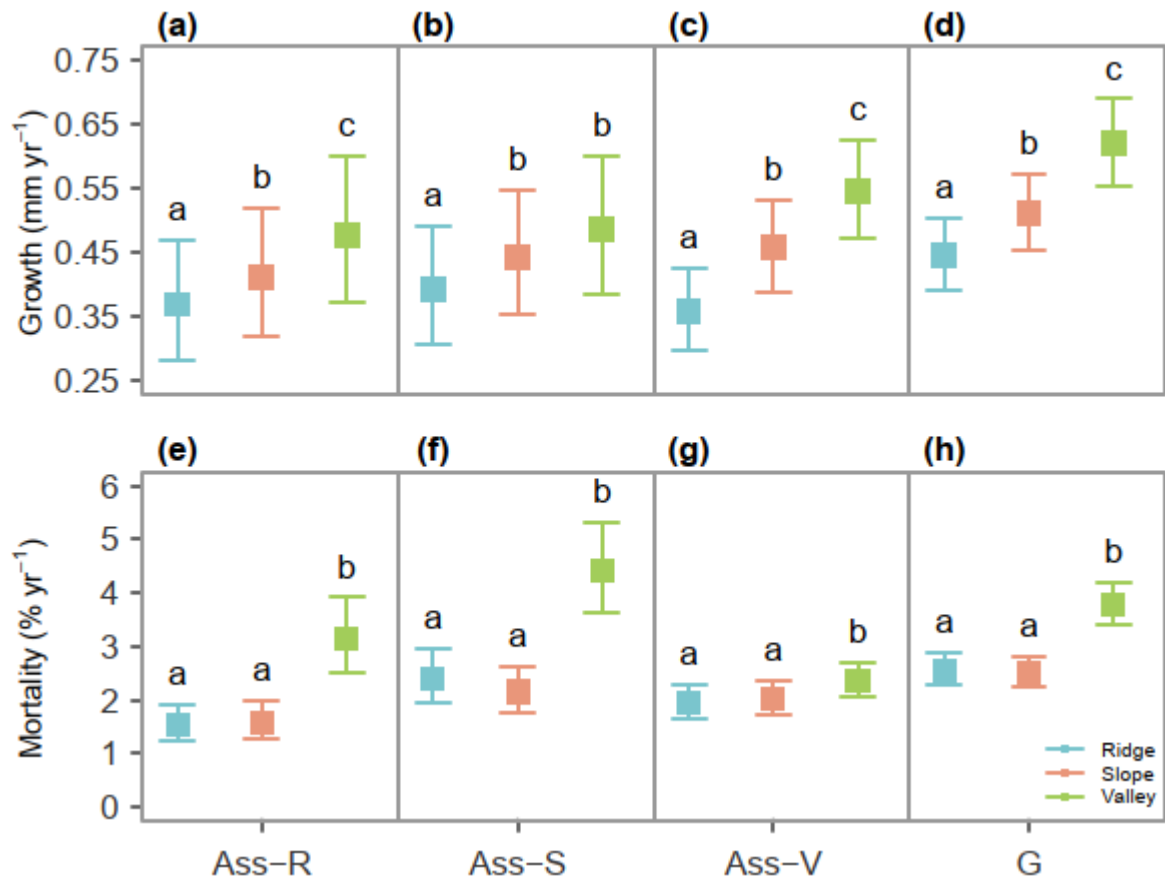 (a) (b) (c) (d)
Growth (mm yr⁻¹)
0.75
0.65
0.55
0.45
0.35
0.25
a b c
a b b
a b c
a b c
(e) (f) (g) (h)
Mortality (% yr⁻¹)
6
5
4
3
2
1
0
a a b
a a b
a a b
a a b
Ridge
Slope
Valley
Ass−R Ass−S Ass−V G